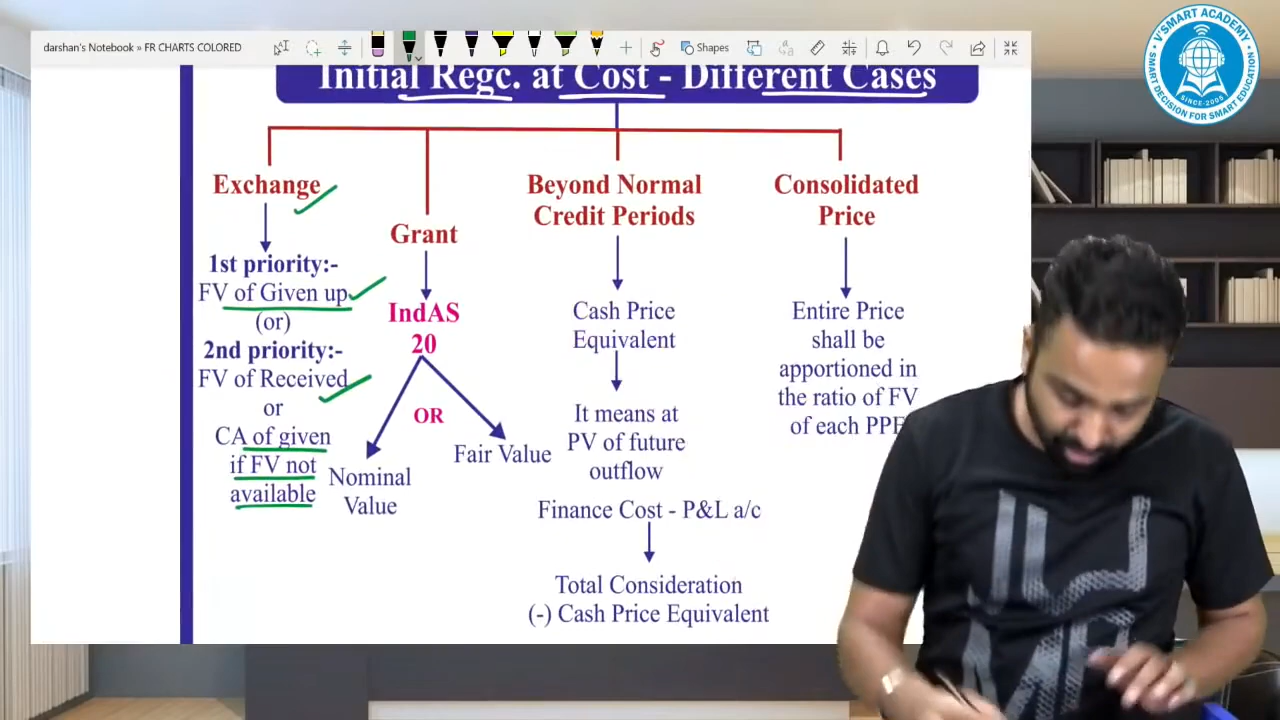 darshan's Notebook » FR CHARTS COLORED
Shapes
Initial Regc. at Cost - Different Cases
Exchange
1st priority:-
FV of Given up
(or)
2nd priority:-
FV of Received
or
CA of given
if FV not
available
Grant
IndAS
20
OR
Nominal
Value
Fair Value
Beyond Normal
Credit Periods
Cash Price
Equivalent
It means at
PV of future
outflow
Finance Cost - P&L a/c
Total Consideration
(-) Cash Price Equivalent
Consolidated
Price
Entire Price
shall be
apportioned in
the ratio of FV
of each PPE
V'SMART ACADEMY
SINCE-2005
SMART DECISION FOR SMART EDUCATION